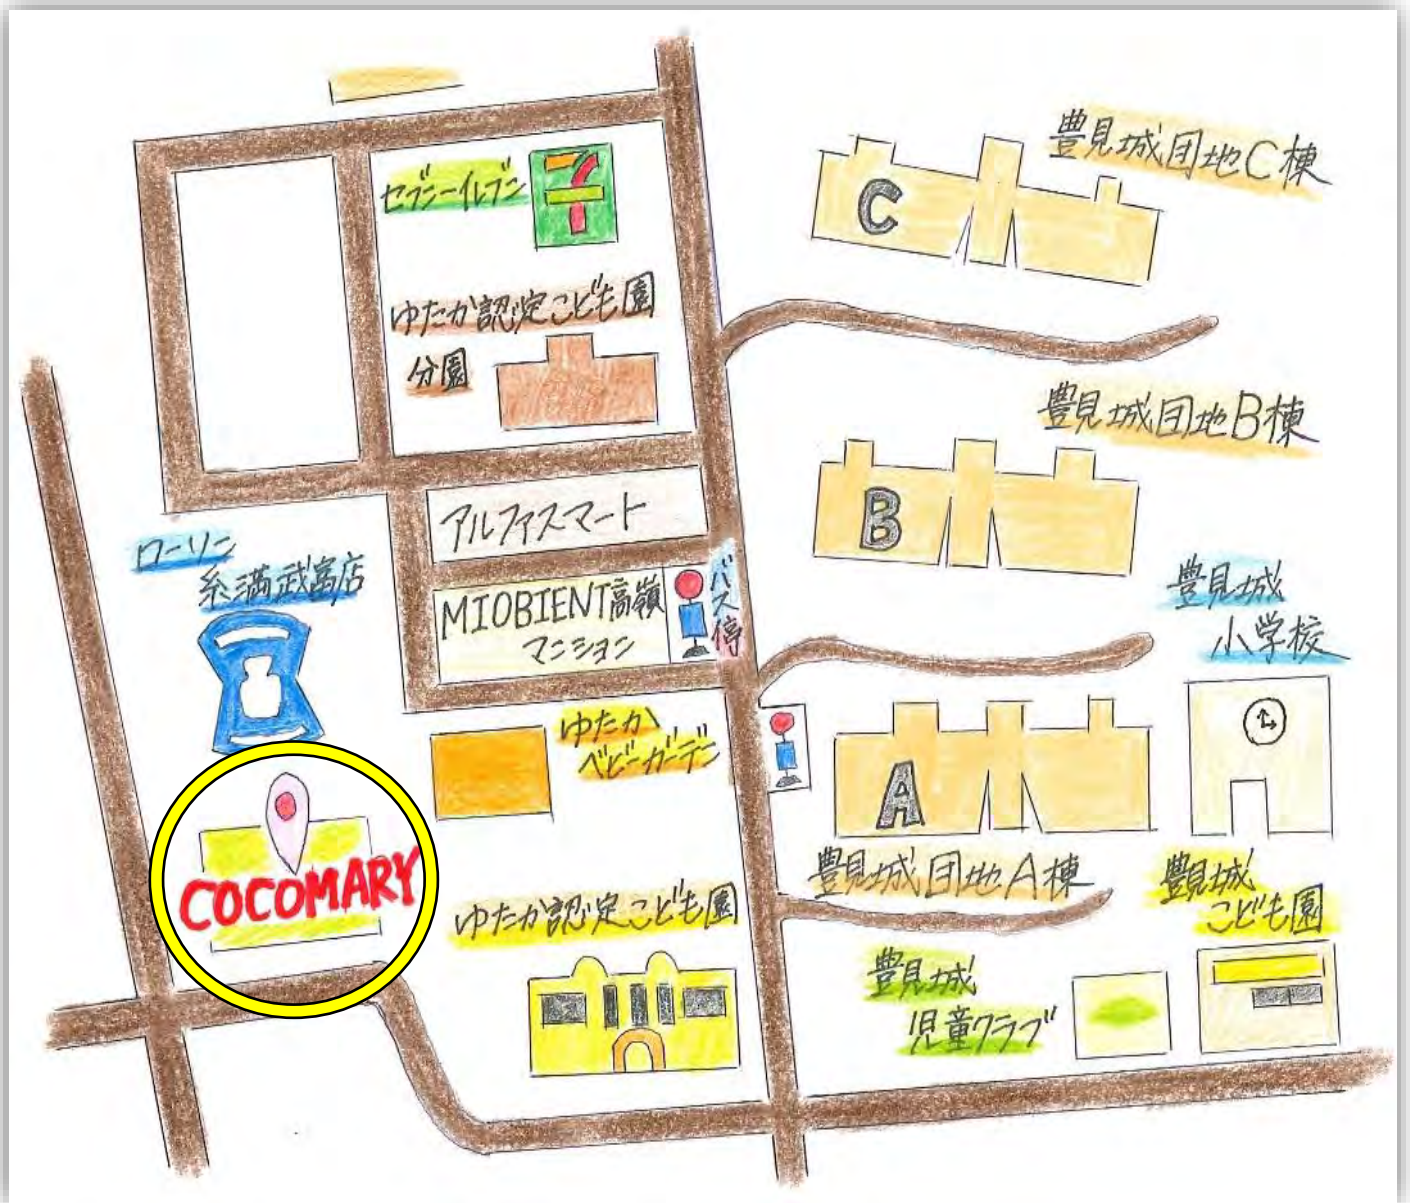 豊見城団地C棟
C
セブンイレブン
7
ゆたか認定こども園
分園
豊見城団地B棟
B
アルファスマート
ローソン
糸満武富店
MIOBIENT高嶺
マンション
バス停
豊見城
小学校
ゆたか
ベビーガーデン
A
豊見城団地A棟
COCOMARY
ゆたか認定こども園
豊見城
こども園
豊見城
児童クラブ